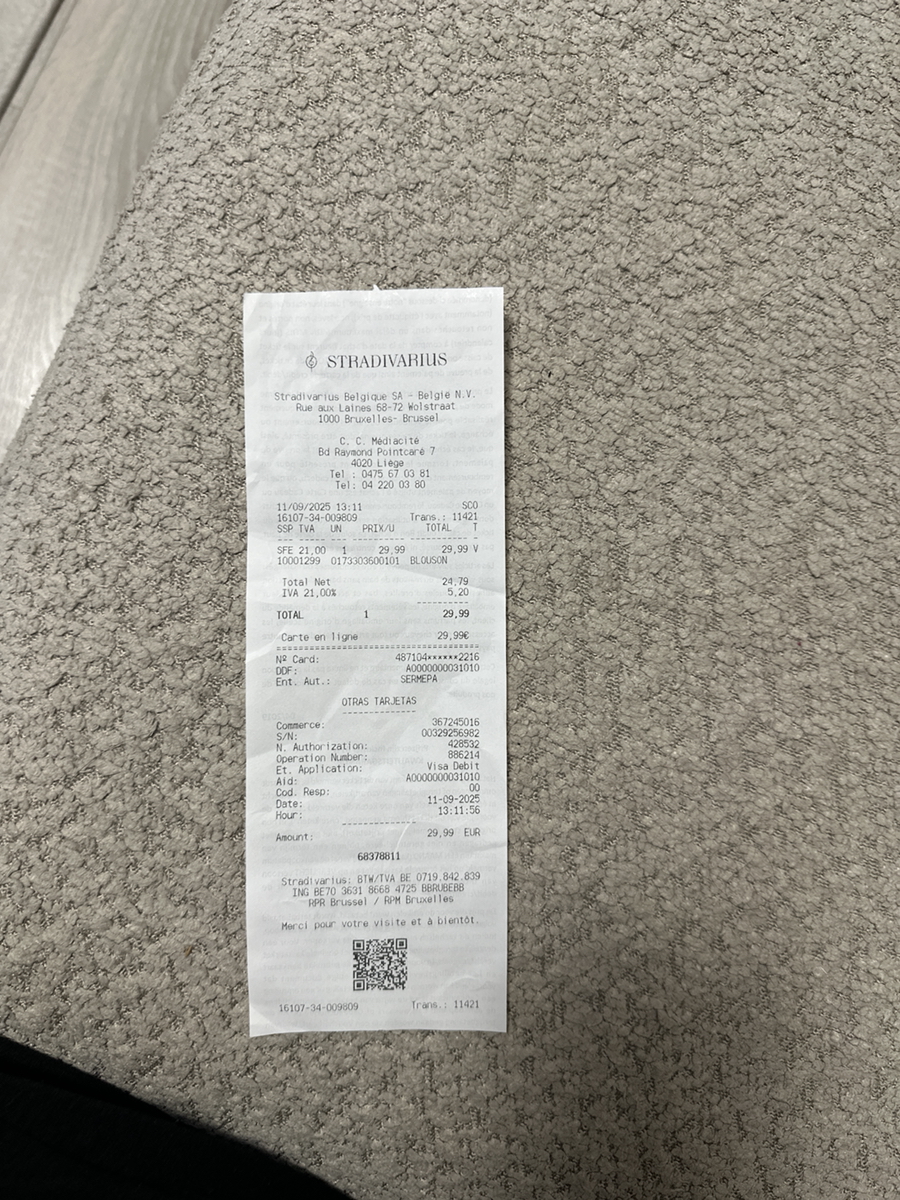 STRADIVARIUS
Stradivarius Belgique SA - België N.V.
Rue aux Laines 68-72 Wolstraat
1000 Bruxelles- Brussel
C. C. Médiacité
Bd Raymond Pointcaré 7
4020 Liège
Tel : 0475 67 03 81
Tel: 04 220 03 80
11/09/2025 13:11 SCO
16107-34-009809 Trans.: 11421
SSP TVA UN PRIX/U TOTAL T
SFE 21,00 1 29,99 29,99 V
10001299 0173303600101 BLOUSON
Total Net 24,79
IVA 21,00% 5,20
TOTAL 1 29,99
Carte en ligne 29,99€
Nº Card: 487104******2216
DDF: A0000000031010
Ent. Aut.: SERMEPA
OTRAS TARJETAS
Commerce: 367245016
S/N: 00329256982
N. Authorization: 428532
Operation Number: 886214
Et. Application: Visa Debit
Aid: A0000000031010
Cod. Resp: 00
Date: 11-09-2025
Hour: 13:11:56
Amount: 29,99 EUR
68378811
Stradivarius: BTW/TVA BE 0719.842.839
ING BE70 3631 8668 4725 BBRUBEBB
RPR Brussel / RPM Bruxelles
Merci pour votre visite et à bientôt.
16107-34-009809 Trans.: 11421